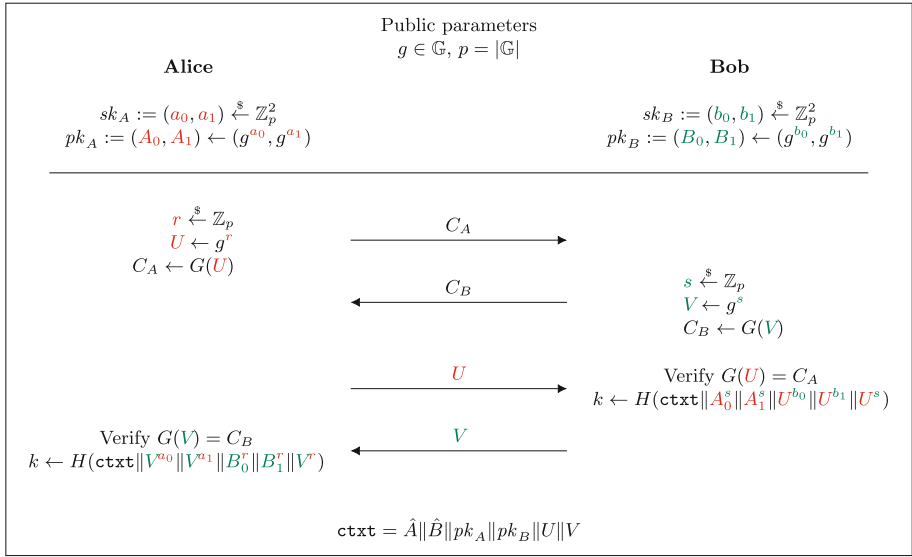 Public parameters
g ∈ 𝔾, p = |𝔾|
Alice
Bob
sk_A := (a_0, a_1) ←$ ℤ_p^2
pk_A := (A_0, A_1) ← (g^{a_0}, g^{a_1})
sk_B := (b_0, b_1) ←$ ℤ_p^2
pk_B := (B_0, B_1) ← (g^{b_0}, g^{b_1})
r ←$ ℤ_p
U ← g^r
C_A ← G(U)
C_A
C_B
s ←$ ℤ_p
V ← g^s
C_B ← G(V)
U
Verify G(U) = C_A
k ← H(ctxt‖A_0^s‖A_1^s‖U^{b_0}‖U^{b_1}‖U^s)
V
Verify G(V) = C_B
k ← H(ctxt‖V^{a_0}‖V^{a_1}‖B_0^r‖B_1^r‖V^r)
ctxt = Â‖B̂‖pk_A‖pk_B‖U‖V